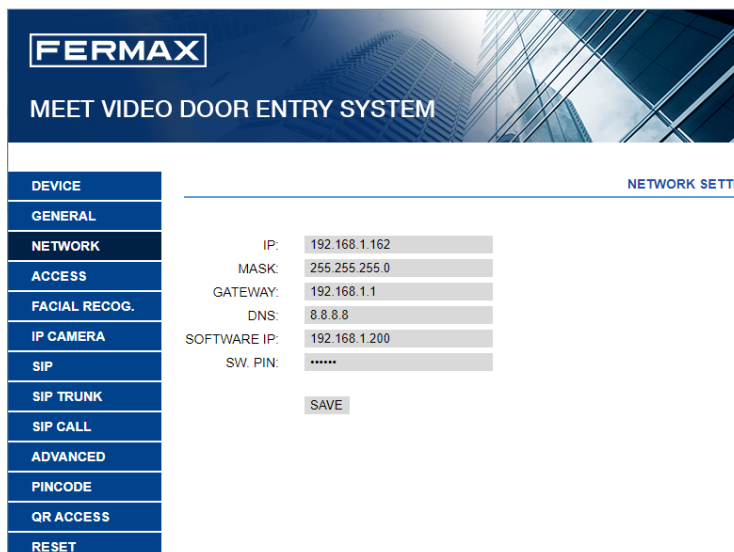 FERMAX
MEET VIDEO DOOR ENTRY SYSTEM
NETWORK SETT
DEVICE
GENERAL
NETWORK
ACCESS
FACIAL RECOG.
IP CAMERA
SIP
SIP TRUNK
SIP CALL
ADVANCED
PINCODE
QR ACCESS
RESET
IP: 192.168.1.162
MASK: 255.255.255.0
GATEWAY: 192.168.1.1
DNS: 8.8.8.8
SOFTWARE IP: 192.168.1.200
SW. PIN: ••••••
SAVE